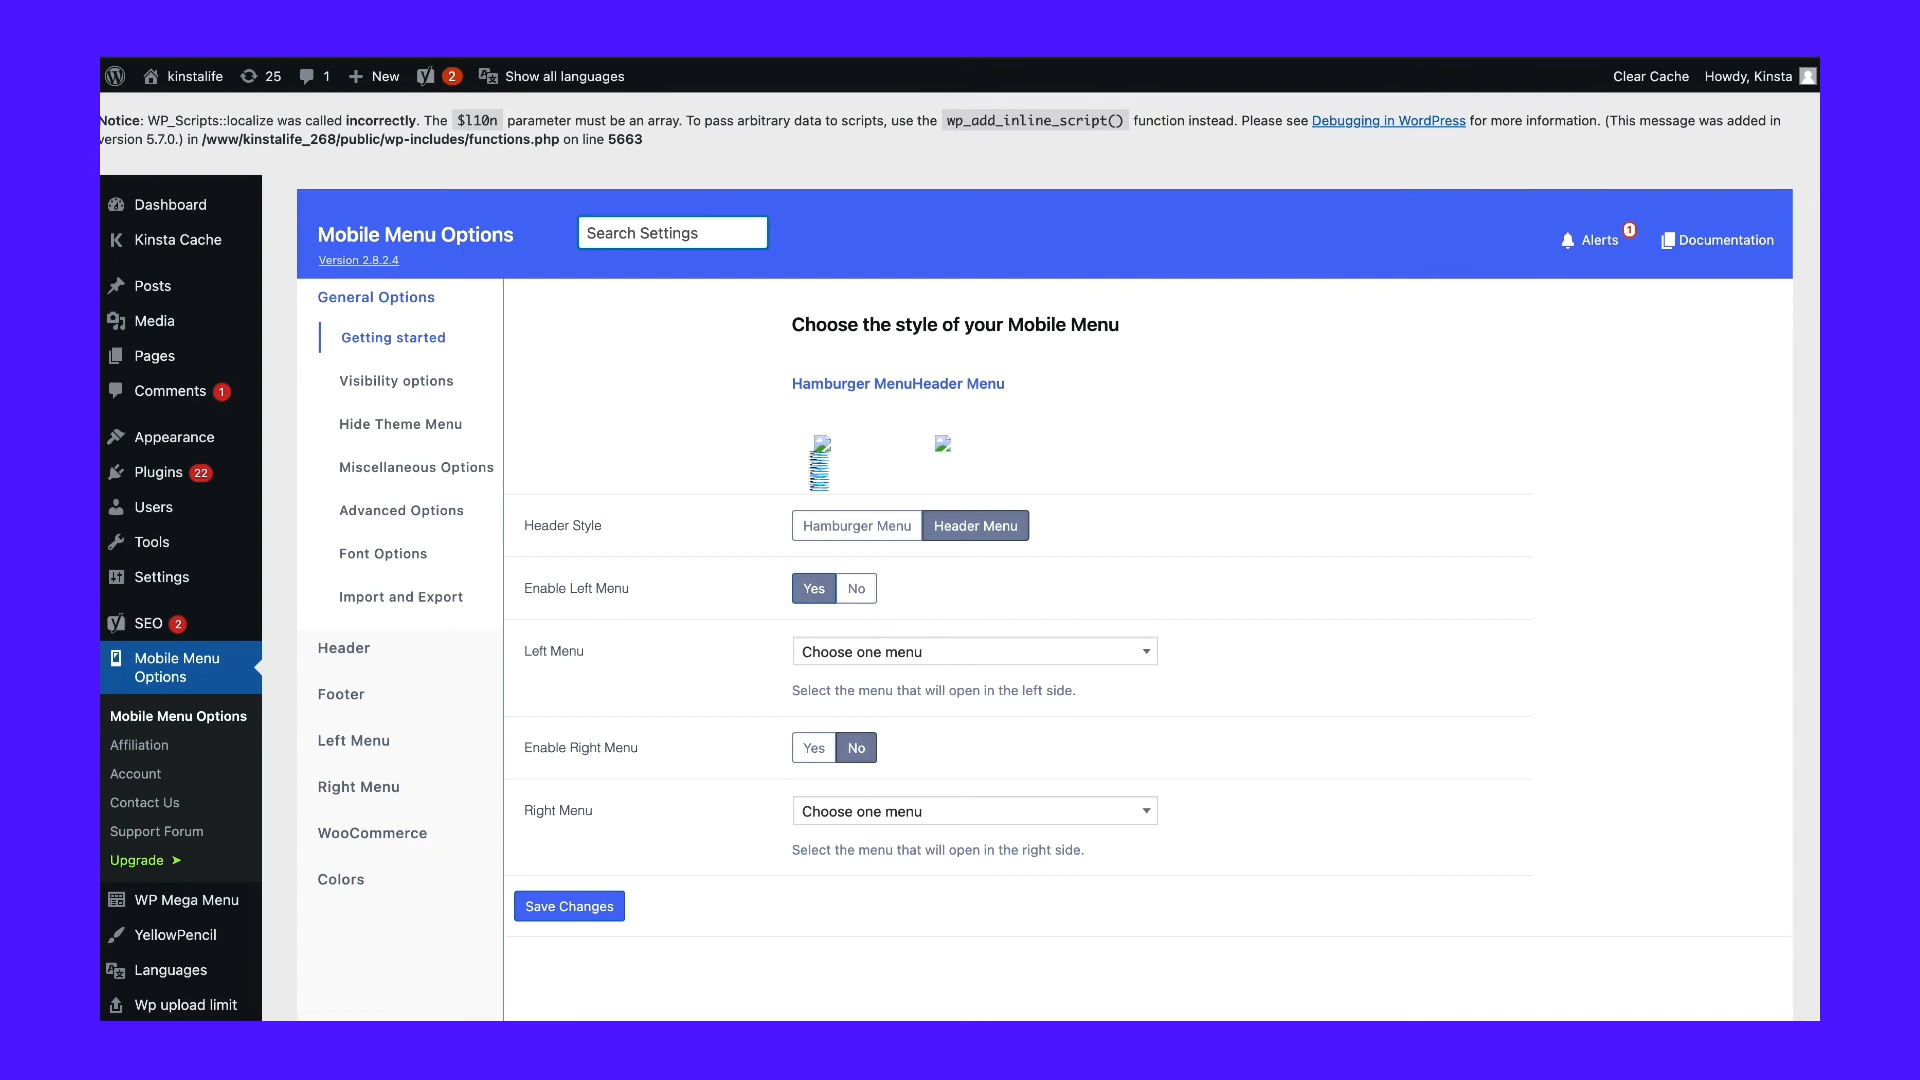 kinstalife 25 1 New 2 Show all languages Clear Cache Howdy, Kinsta
Notice: WP_Scripts::localize was called incorrectly. The $l10n parameter must be an array. To pass arbitrary data to scripts, use the wp_add_inline_script() function instead. Please see Debugging in WordPress for more information. (This message was added in
version 5.7.0.) in /www/kinstalife_268/public/wp-includes/functions.php on line 5663
Dashboard
Kinsta Cache
Posts
Media
Pages
Comments 1
Appearance
Plugins 22
Users
Tools
Settings
SEO 2
Mobile Menu
Options
Mobile Menu Options
Affiliation
Account
Contact Us
Support Forum
Upgrade ➤
WP Mega Menu
YellowPencil
Languages
Wp upload limit
Mobile Menu Options
Version 2.8.2.4
Search Settings
Alerts 1
Documentation
General Options
Getting started
Visibility options
Hide Theme Menu
Miscellaneous Options
Advanced Options
Font Options
Import and Export
Header
Footer
Left Menu
Right Menu
WooCommerce
Colors
Choose the style of your Mobile Menu
Hamburger MenuHeader Menu
Header Style Hamburger Menu Header Menu
Enable Left Menu Yes No
Left Menu Choose one menu
Select the menu that will open in the left side.
Enable Right Menu Yes No
Right Menu Choose one menu
Select the menu that will open in the right side.
Save Changes